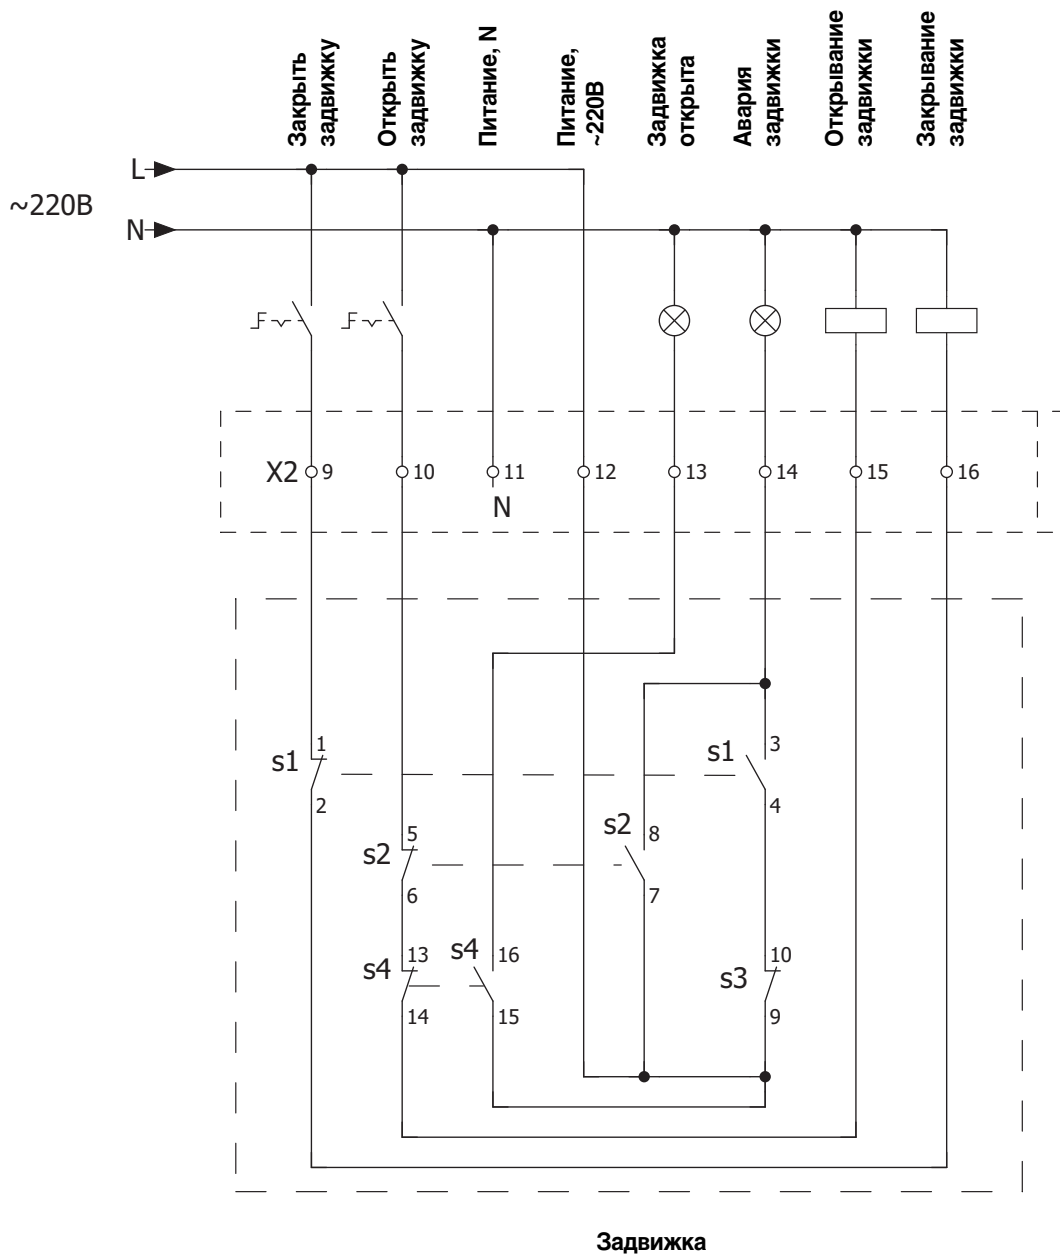 Закрыть
задвижку
Открыть
задвижку
Питание, N
Питание,
~220В
Задвижка
открыта
Авария
задвижки
Открывание
задвижки
Закрывание
задвижки
L
~220В
N
X2 9 10 11 12 13 14 15 16
N
1
s1
2
3
s1
4
5
s2
6
8
s2
7
13
s4
14
16
s4
15
10
s3
9
Задвижка